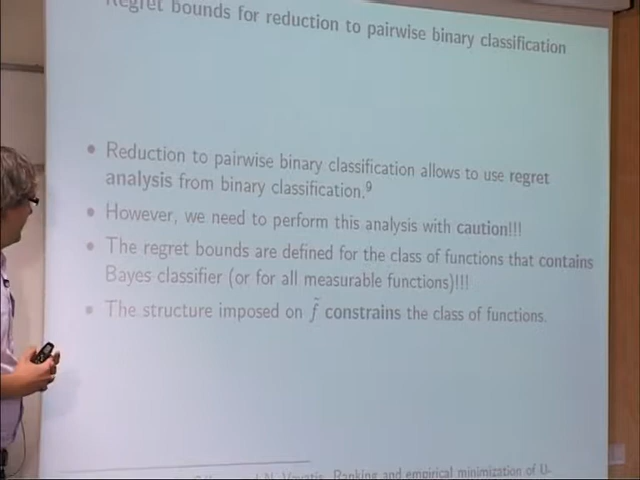 Regret bounds for reduction to pairwise binary classification
• Reduction to pairwise binary classification allows to use regret
analysis from binary classification.⁹
• However, we need to perform this analysis with caution!!!
• The regret bounds are defined for the class of functions that contains
Bayes classifier (or for all measurable functions)!!!
• The structure imposed on f̃ constrains the class of functions.
Ranking and empirical minimization of U-